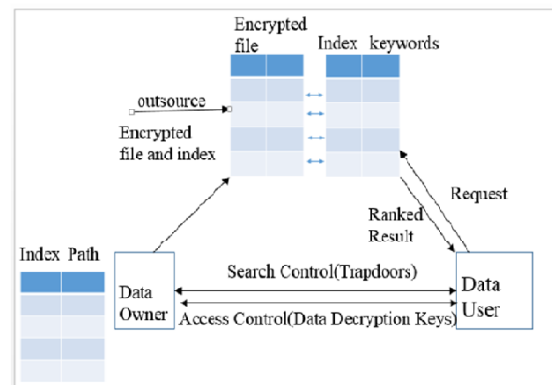 Encrypted
file
Index keywords
outsource
Encrypted
file and index
Request
Ranked
Result
Index Path
Data
Owner
Search Control(Trapdoors)
Access Control(Data Decryption Keys)
Data
User